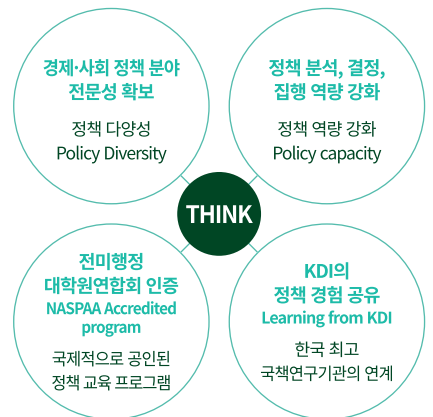 경제·사회 정책 분야
전문성 확보
정책 다양성
Policy Diversity
정책 분석, 결정,
집행 역량 강화
정책 역량 강화
Policy capacity
THINK
전미행정
대학원연합회 인증
NASPAA Accredited
program
국제적으로 공인된
정책 교육 프로그램
KDI의
정책 경험 공유
Learning from KDI
한국 최고
국책연구기관의 연계